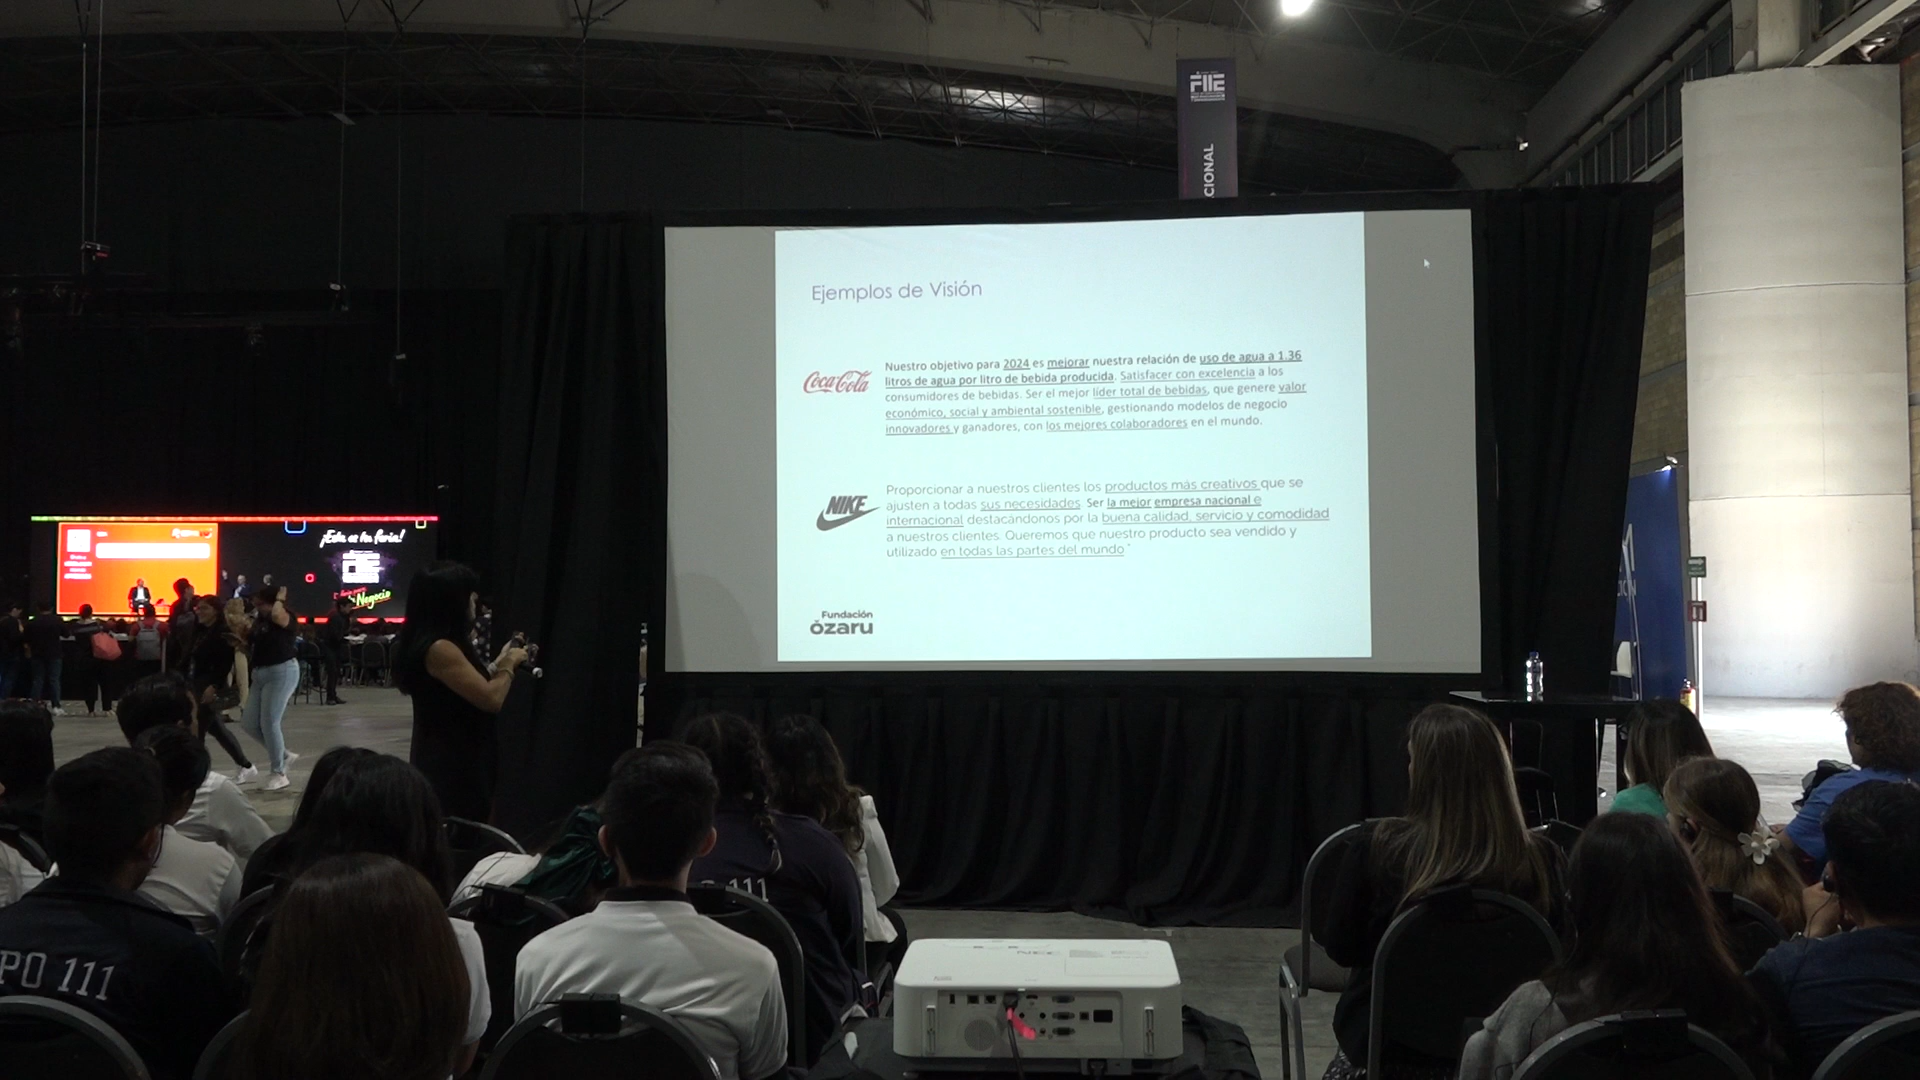 FIIE
CIONAL
Ejemplos de Visión
Coca-Cola
Nuestro objetivo para 2024 es mejorar nuestra relación de uso de agua a 1.36
litros de agua por litro de bebida producida. Satisfacer con excelencia a los
consumidores de bebidas. Ser el mejor líder total de bebidas, que genere valor
económico, social y ambiental sostenible, gestionando modelos de negocio
innovadores y ganadores, con los mejores colaboradores en el mundo.
NIKE
Proporcionar a nuestros clientes los productos más creativos que se
ajusten a todas sus necesidades. Ser la mejor empresa nacional e
internacional destacándonos por la buena calidad, servicio y comodidad
a nuestros clientes. Queremos que nuestro producto sea vendido y
utilizado en todas las partes del mundo
Fundación
ozaru
¡Esta es tu feria!
Negocio
PO 111
111
NEC